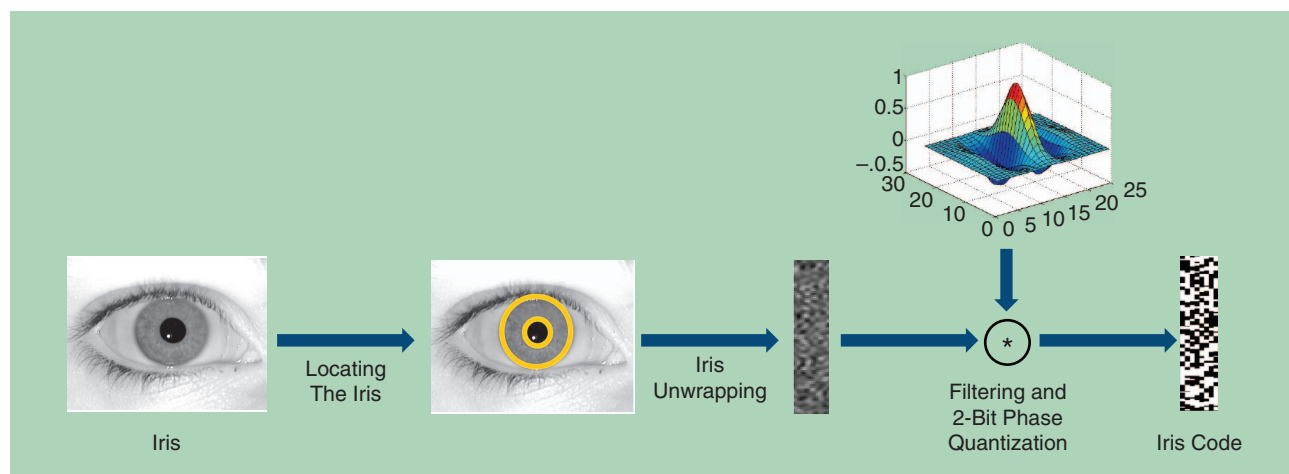 1
0.5
0
–.0.5
30
20
10
0
0
5
10
15
20
25
Locating
The Iris
Iris
Unwrapping
*
Filtering and
2-Bit Phase
Quantization
Iris
Iris Code